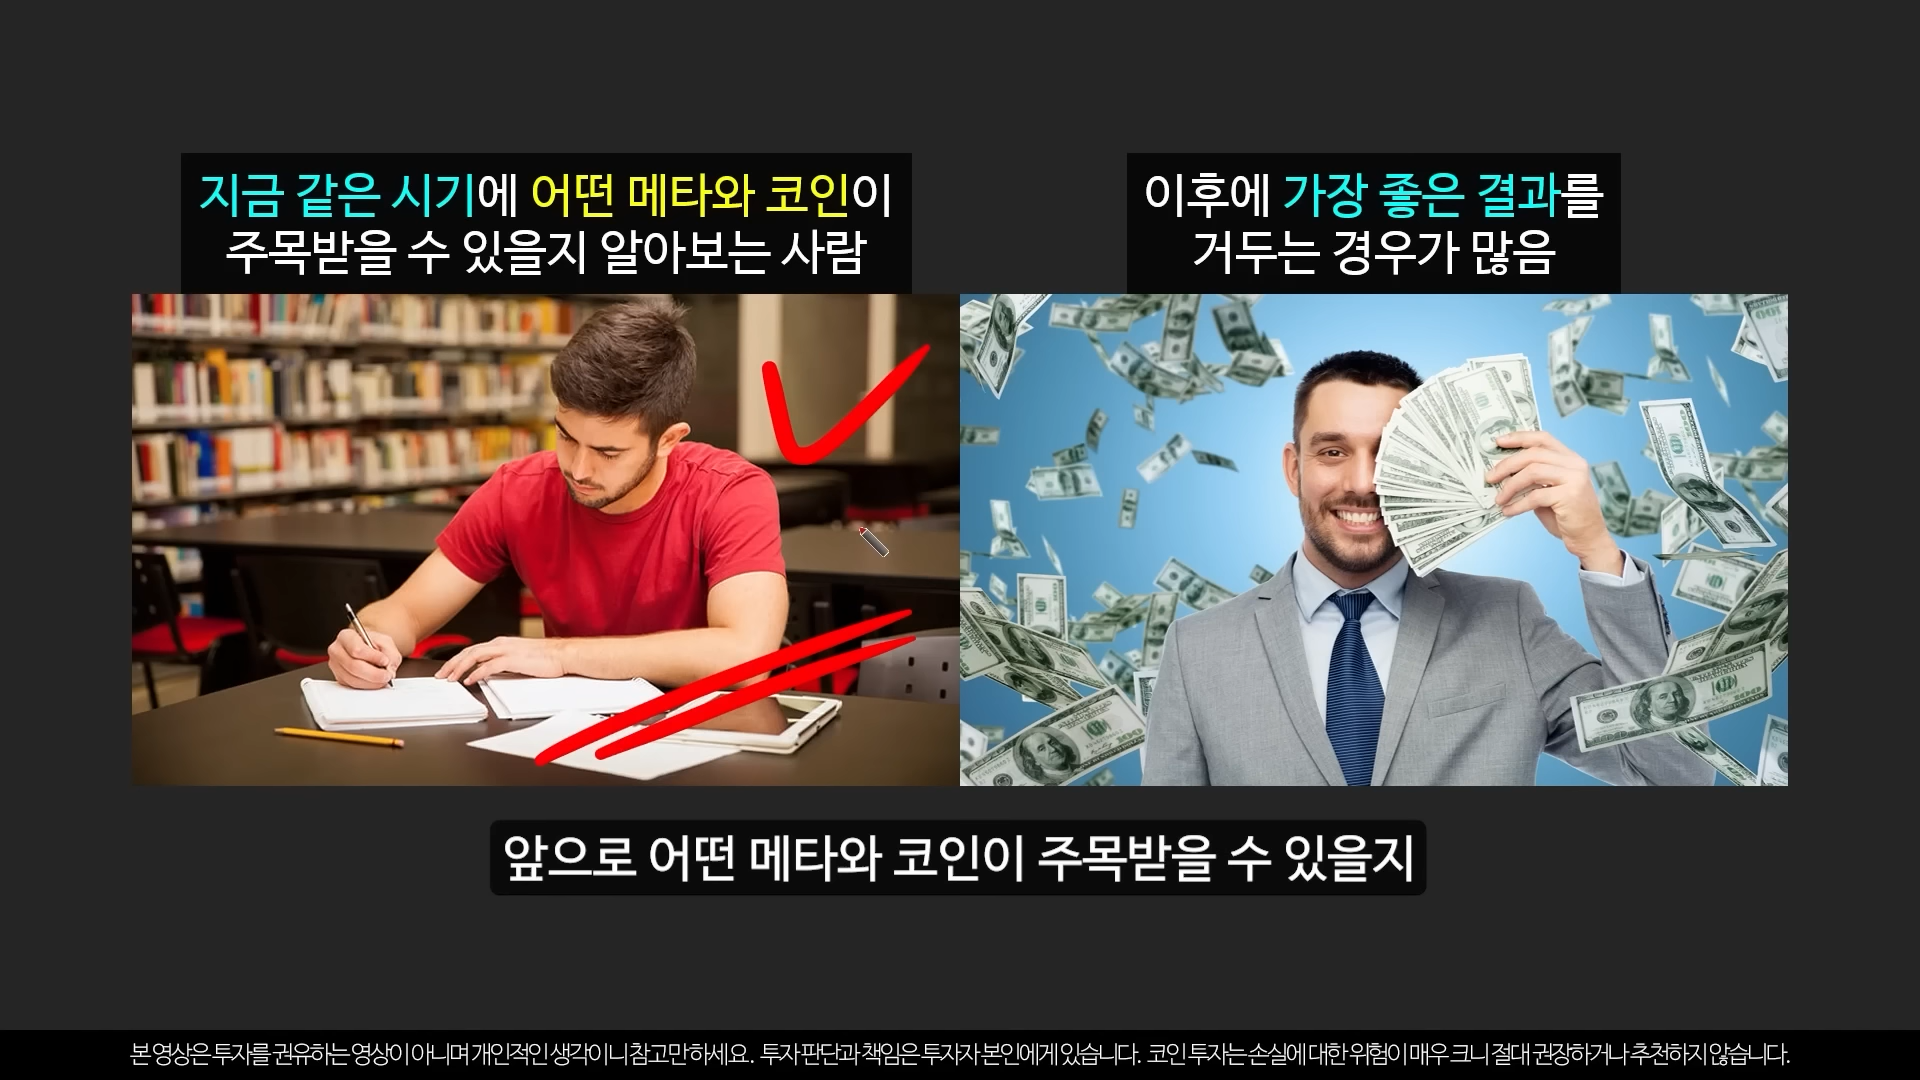 지금 같은 시기에 어떤 메타와 코인이
주목받을 수 있을지 알아보는 사람
이후에 가장 좋은 결과를
거두는 경우가 많음
앞으로 어떤 메타와 코인이 주목받을 수 있을지
본 영상은 투자를 권유하는 영상이 아니며 개인적인 생각이니 참고만 하세요. 투자 판단과 책임은 투자자 본인에게 있습니다. 코인 투자는 손실에 대한 위험이 매우 크니 절대 권장하거나 추천하지 않습니다.